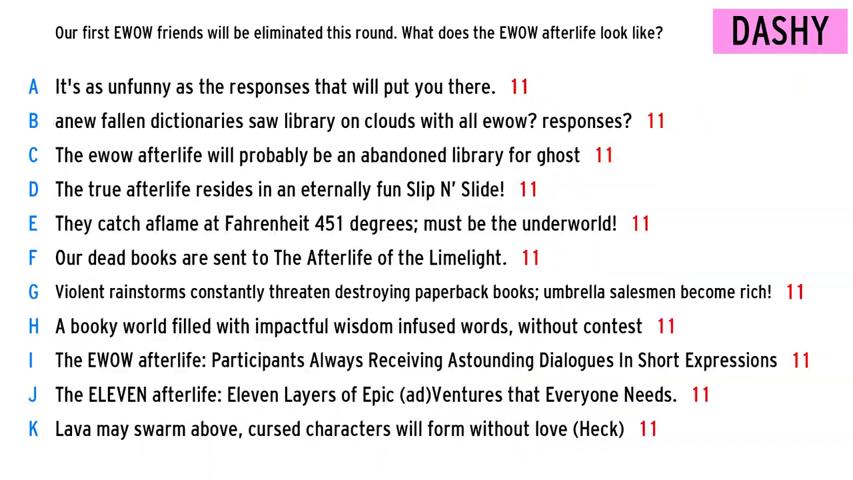 Our first EWOW friends will be eliminated this round. What does the EWOW afterlife look like?
DASHY
A It's as unfunny as the responses that will put you there. 11
B anew fallen dictionaries saw library on clouds with all ewow? responses? 11
C The ewow afterlife will probably be an abandoned library for ghost 11
D The true afterlife resides in an eternally fun Slip N' Slide! 11
E They catch aflame at Fahrenheit 451 degrees; must be the underworld! 11
F Our dead books are sent to The Afterlife of the Limelight. 11
G Violent rainstorms constantly threaten destroying paperback books; umbrella salesmen become rich! 11
H A booky world filled with impactful wisdom infused words, without contest 11
I The EWOW afterlife: Participants Always Receiving Astounding Dialogues In Short Expressions 11
J The ELEVEN afterlife: Eleven Layers of Epic (ad)Ventures that Everyone Needs. 11
K Lava may swarm above, cursed characters will form without love (Heck) 11